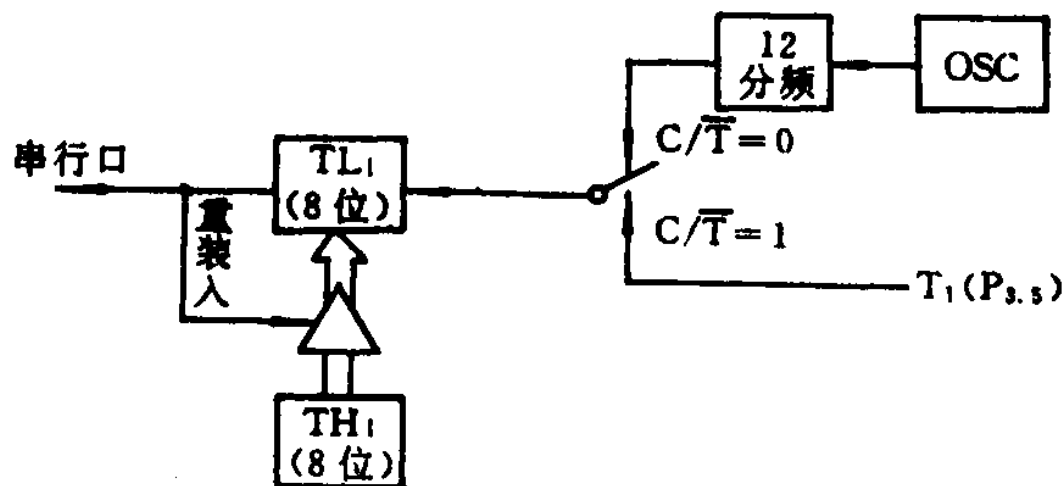 12
分频
OSC
C/T̅=0
串行口
TL₁
(8位)
重装入
C/T̅=1
T₁(P₃.₅)
TH₁
(8位)